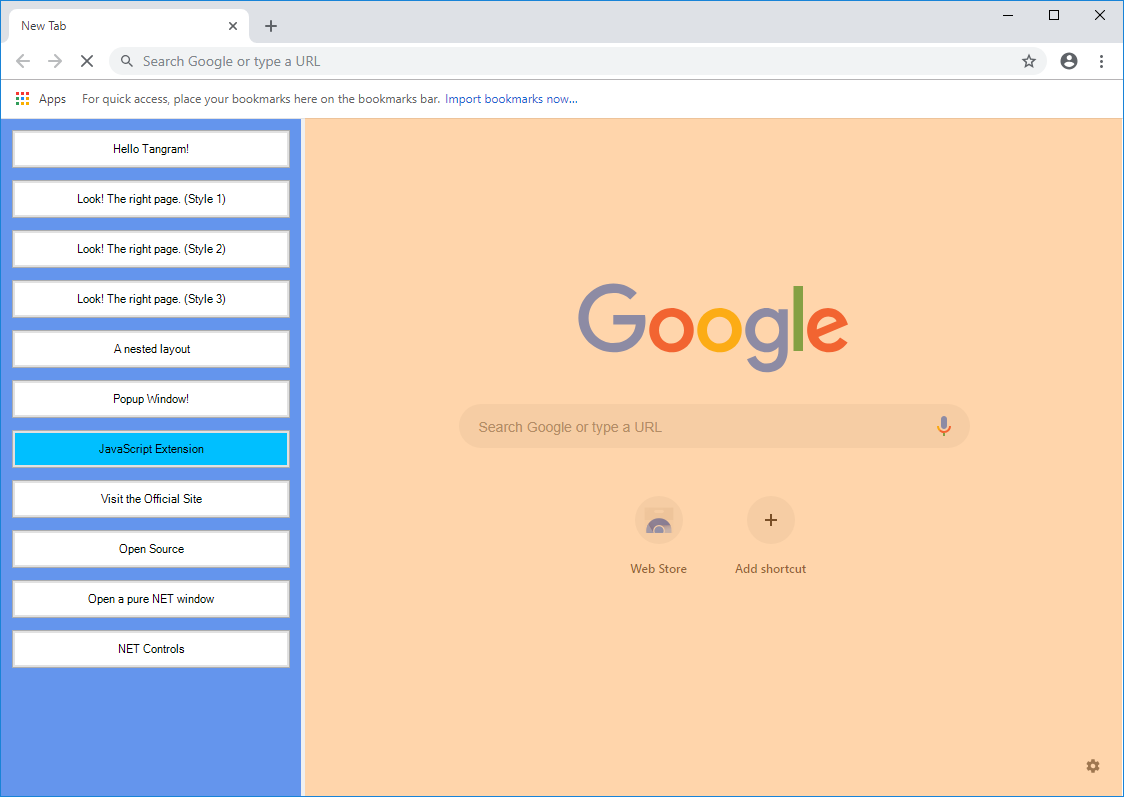 New Tab
Search Google or type a URL
Apps For quick access, place your bookmarks here on the bookmarks bar. Import bookmarks now...
Hello Tangram!
Look! The right page. (Style 1)
Look! The right page. (Style 2)
Look! The right page. (Style 3)
A nested layout
Popup Window!
JavaScript Extension
Visit the Official Site
Open Source
Open a pure NET window
NET Controls
Google
Search Google or type a URL
Web Store
Add shortcut